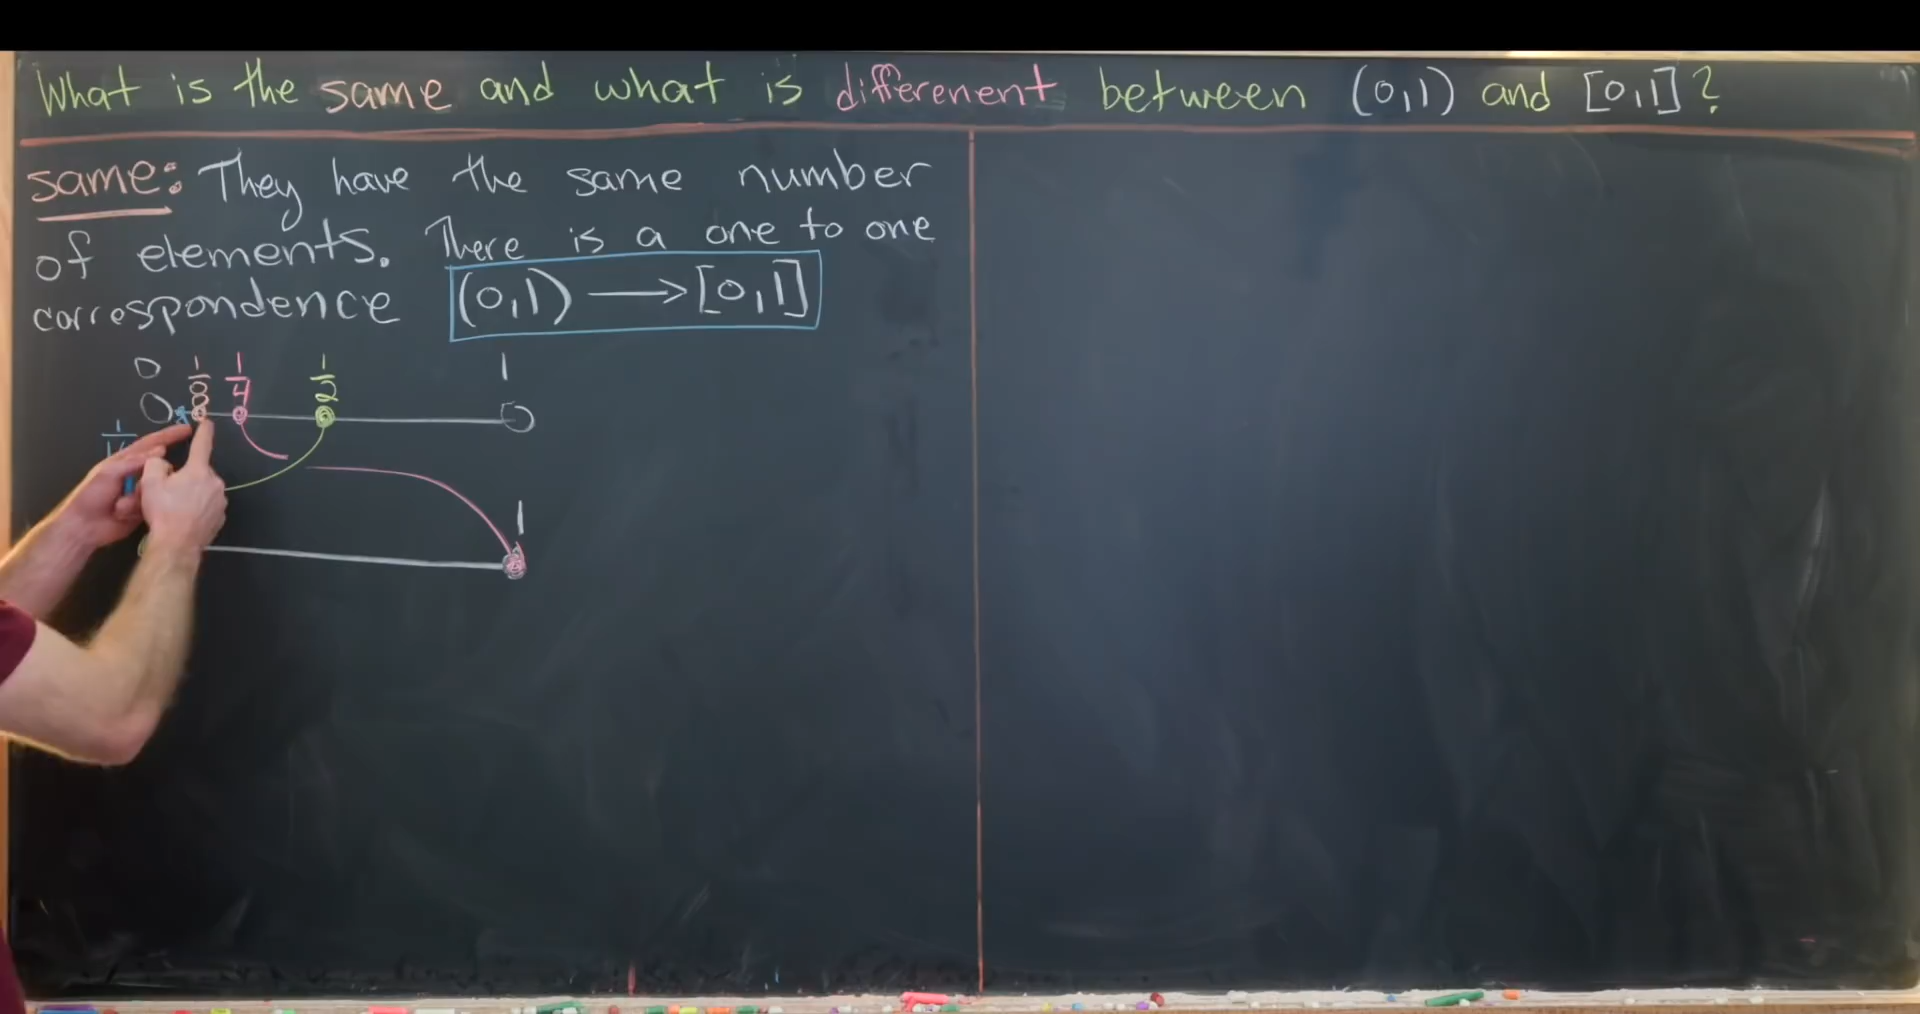 What is the same and what is differenent between (0,1) and [0,1]?
same: They have the same number
of elements. There is a one to one
correspondence (0,1) → [0,1]
0 1/8 1/4 1/2 1
1